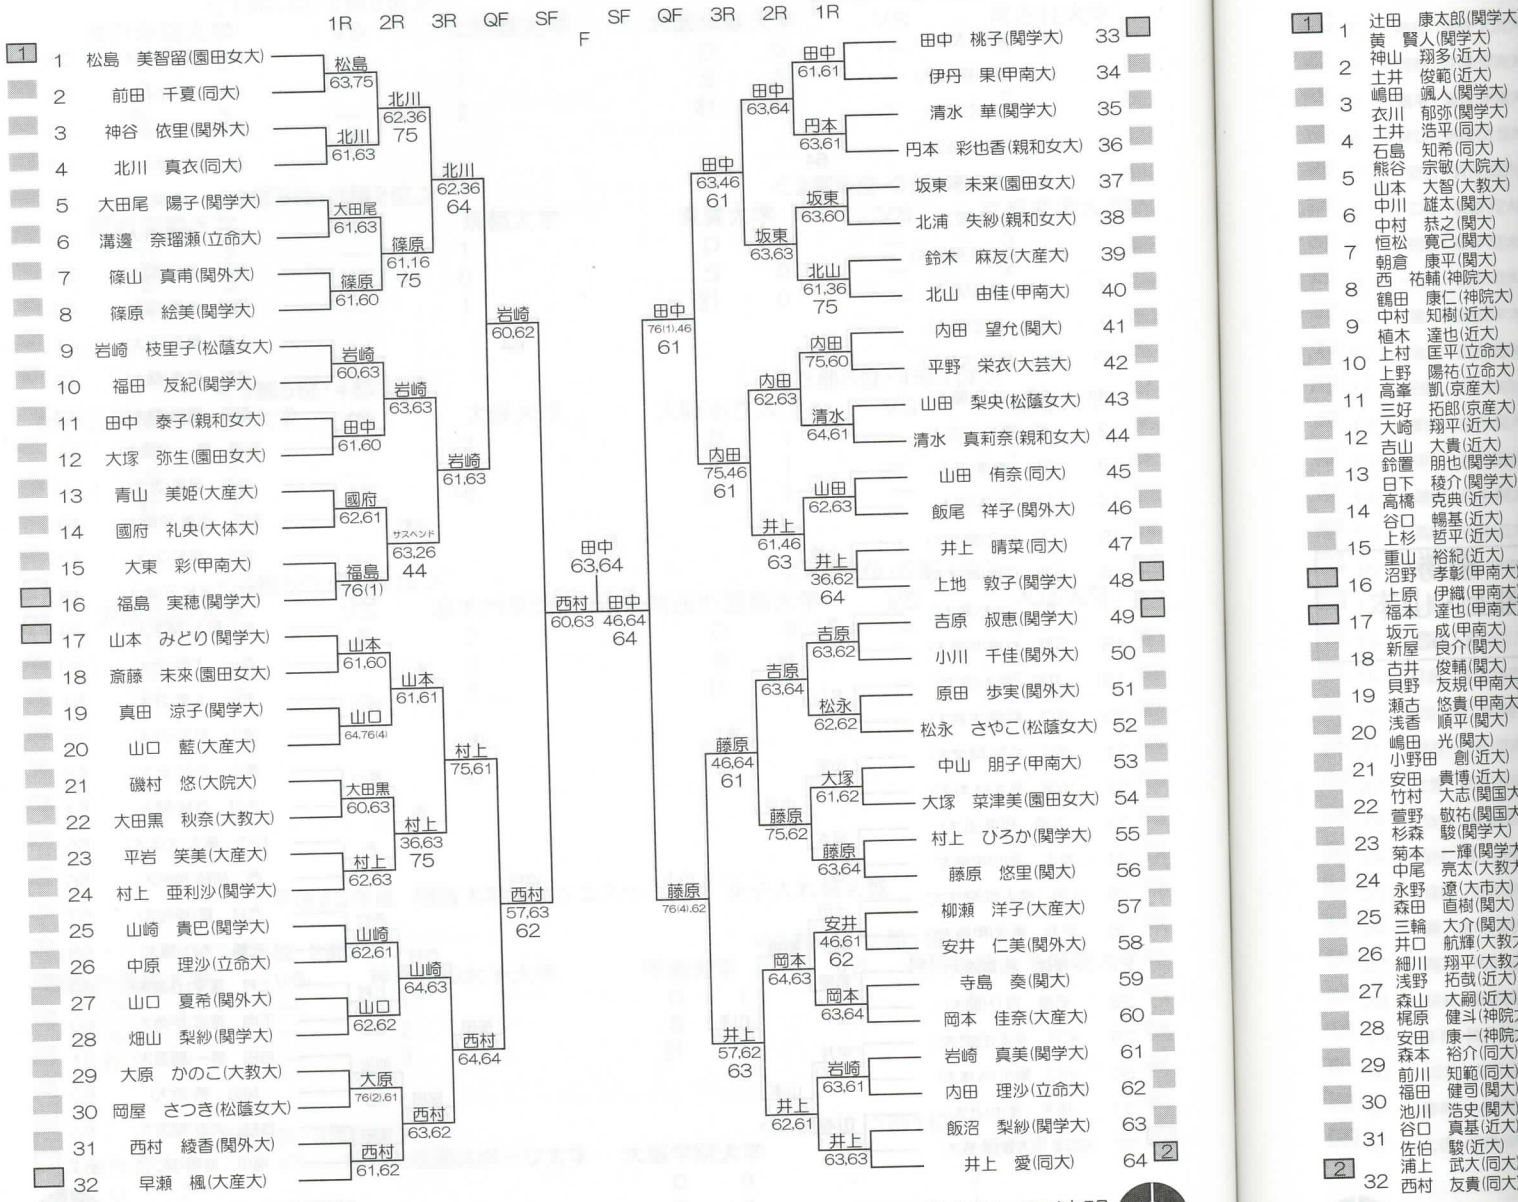 1R 2R 3R QF SF F SF QF 3R 2R 1R
1 1 松島 美智留(園田女大)
2 前田 千夏(同大)
3 神谷 依里(関外大)
4 北川 真衣(同大)
5 大田尾 陽子(関学大)
6 溝邊 奈瑠瀬(立命大)
7 篠山 真甫(関外大)
8 篠原 絵美(関学大)
9 岩崎 枝里子(松蔭女大)
10 福田 友紀(関学大)
11 田中 泰子(親和女大)
12 大塚 弥生(園田女大)
13 青山 美姫(大産大)
14 國府 礼央(大体大)
15 大東 彩(甲南大)
16 福島 実穂(関学大)
17 山本 みどり(関学大)
18 斎藤 未來(園田女大)
19 真田 涼子(関学大)
20 山口 藍(大産大)
21 磯村 悠(大院大)
22 大田黒 秋奈(大教大)
23 平岩 笑美(大産大)
24 村上 亜利沙(関学大)
25 山崎 貴巴(関学大)
26 中原 理沙(立命大)
27 山口 夏希(関外大)
28 畑山 梨紗(関学大)
29 大原 かのこ(大教大)
30 岡屋 さつき(松蔭女大)
31 西村 綾香(関外大)
32 早瀬 楓(大産大)
松島
63,75
北川
61,63
大田尾
61,63
篠原
61,60
岩崎
60,63
田中
61,60
國府
62,61
福島
76(1)
山本
61,60
山口
64,76(4)
大田黒
60,63
村上
62,63
山崎
62,61
山口
62,62
大原
76(2),61
西村
61,62
北川
62,36
75
篠原
61,16
75
岩崎
63,63
サスペンド
63,26
44
山本
61,61
村上
36,63
75
山崎
64,63
西村
63,62
北川
62,36
64
岩崎
61,63
村上
75,61
西村
64,64
岩崎
60,62
西村
57,63
62
西村
60,63
田中
63,64
田中
46,64
64
田中
76(1),46
61
藤原
76(4),62
田中
63,46
61
内田
75,46
61
藤原
46,64
61
井上
57,62
63
田中
63,64
坂東
63,63
内田
62,63
井上
61,46
63
吉原
63,64
藤原
75,62
岡本
64,63
井上
62,61
田中
61,61
円本
63,61
坂東
63,60
北山
61,36
75
内田
75,60
清水
64,61
山田
62,63
井上
36,62
64
吉原
63,62
松永
62,62
大塚
61,62
藤原
63,64
安井
46,61
62
岡本
63,64
岩崎
63,61
井上
63,63
田中 桃子(関学大) 33
伊丹 果(甲南大) 34
清水 華(関学大) 35
円本 彩也香(親和女大) 36
坂東 未来(園田女大) 37
北浦 失紗(親和女大) 38
鈴木 麻友(大産大) 39
北山 由佳(甲南大) 40
内田 望允(関大) 41
平野 栄衣(大芸大) 42
山田 梨央(松蔭女大) 43
清水 真莉奈(親和女大) 44
山田 侑奈(同大) 45
飯尾 祥子(関外大) 46
井上 晴菜(同大) 47
上地 敦子(関学大) 48
吉原 叔恵(関学大) 49
小川 千佳(関外大) 50
原田 歩実(関外大) 51
松永 さやこ(松蔭女大) 52
中山 朋子(甲南大) 53
大塚 菜津美(園田女大) 54
村上 ひろか(関学大) 55
藤原 悠里(関大) 56
柳瀬 洋子(大産大) 57
安井 仁美(関外大) 58
寺島 奏(関大) 59
岡本 佳奈(大産大) 60
岩崎 真美(関学大) 61
内田 理沙(立命大) 62
飯沼 梨紗(関学大) 63
井上 愛(同大) 64 2
1 1 辻田 康太郎(関学大)
黄 賢人(関学大)
2 神山 翔多(近大)
土井 俊範(近大)
3 嶋田 颯人(関学大)
衣川 郁弥(関学大)
4 土井 浩平(同大)
石島 知希(同大)
5 熊谷 宗敏(大院大)
山本 大智(大教大)
6 中川 雄太(関大)
中村 恭之(関大)
7 恒松 寛己(関大)
朝倉 康平(関大)
8 西 祐輔(神院大)
鶴田 康仁(神院大)
9 中村 知樹(近大)
植木 達也(近大)
10 上村 匡平(立命大)
上野 陽祐(立命大)
11 高峯 凱(京産大)
三好 拓郎(京産大)
12 大崎 翔平(近大)
吉山 大貴(近大)
13 鈴置 朋也(関学大)
日下 稜介(関学大)
14 高橋 克典(近大)
谷口 暢基(近大)
15 上杉 哲平(近大)
重山 裕紀(近大)
16 沼野 孝彰(甲南大)
上原 伊織(甲南大)
17 福本 達也(甲南大)
坂元 成(甲南大)
18 新屋 良介(関大)
古井 俊輔(関大)
19 貝野 友規(甲南大
瀬古 悠貴(甲南大
20 浅香 順平(関大)
嶋田 光(関大)
21 小野田 創(近大)
安田 貴博(近大)
22 竹村 大志(関国大
萱野 敬祐(関国大
23 杉森 駿(関学大)
菊本 一輝(関学大
24 中尾 亮太(大教大
永野 遼(大市大)
25 森田 直樹(関大)
三輪 大介(関大)
26 井口 航輝(大教大
細川 翔平(大教大
27 浅野 拓哉(近大)
森山 大嗣(近大)
28 梶原 健斗(神院大
安田 康一(神院大
29 森本 裕介(同大)
前川 知範(同大)
30 福田 健司(関大)
池川 浩史(関大)
31 谷口 真基(近大)
佐伯 駿(近大)
2 32 浦上 武大(同大)
西村 友貴(同大)